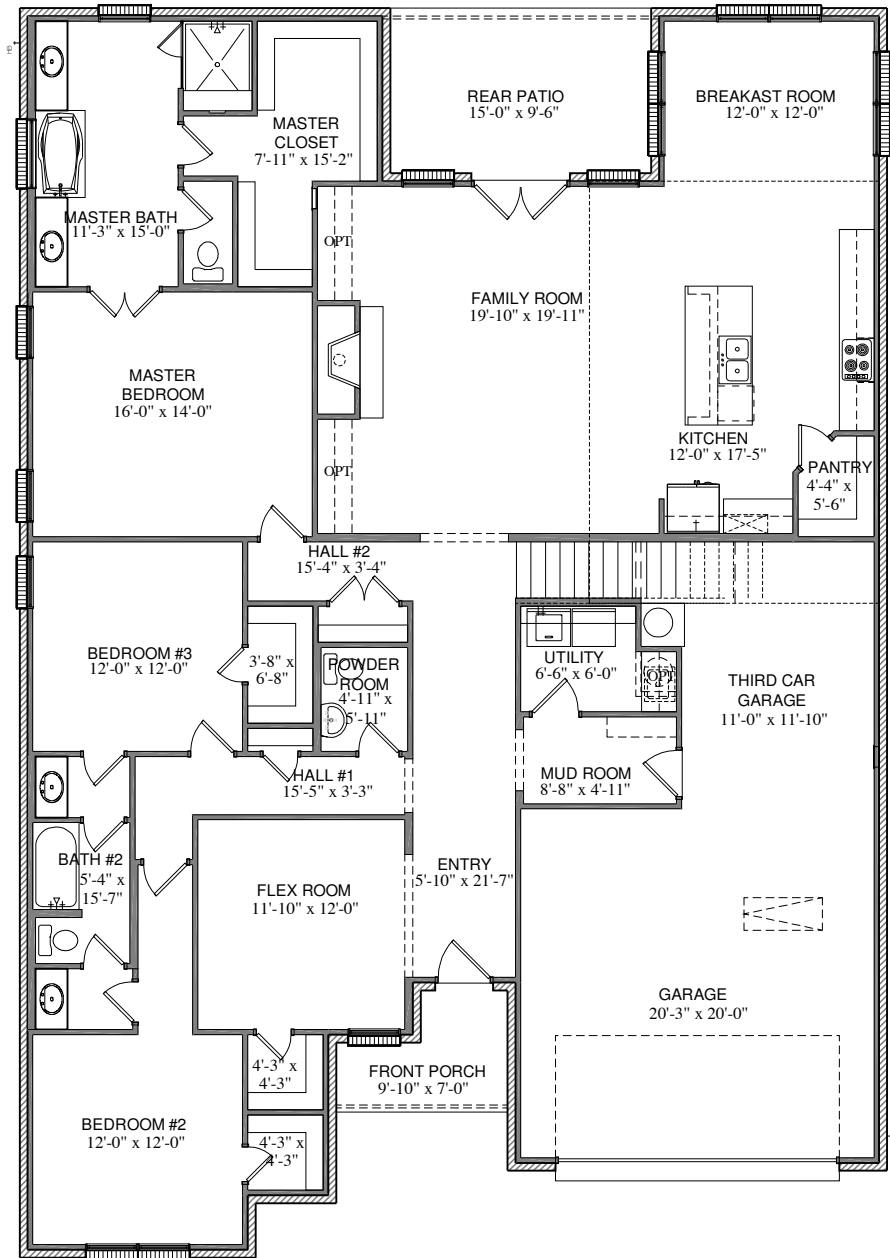 HB
REAR PATIO
15'-0" x 9'-6"
BREAKAST ROOM
12'-0" x 12'-0"
MASTER
CLOSET
7'-11" x 15'-2"
MASTER BATH
11'-3" x 15'-0"
OPT
FAMILY ROOM
19'-10" x 19'-11"
MASTER
BEDROOM
16'-0" x 14'-0"
KITCHEN
12'-0" x 17'-5"
OPT
PANTRY
4'-4" x
5'-6"
HALL #2
15'-4" x 3'-4"
BEDROOM #3
12'-0" x 12'-0"
3'-8" x
6'-8"
POWDER
ROOM
4'-11" x
5'-11"
UTILITY
6'-6" x 6'-0"
OPT
THIRD CAR
GARAGE
11'-0" x 11'-10"
HALL #1
15'-5" x 3'-3"
MUD ROOM
8'-8" x 4'-11"
BATH #2
5'-4" x
15'-7"
FLEX ROOM
11'-10" x 12'-0"
ENTRY
5'-10" x 21'-7"
GARAGE
20'-3" x 20'-0"
4'-3" x
4'-3"
FRONT PORCH
9'-10" x 7'-0"
BEDROOM #2
12'-0" x 12'-0"
4'-3" x
4'-3"